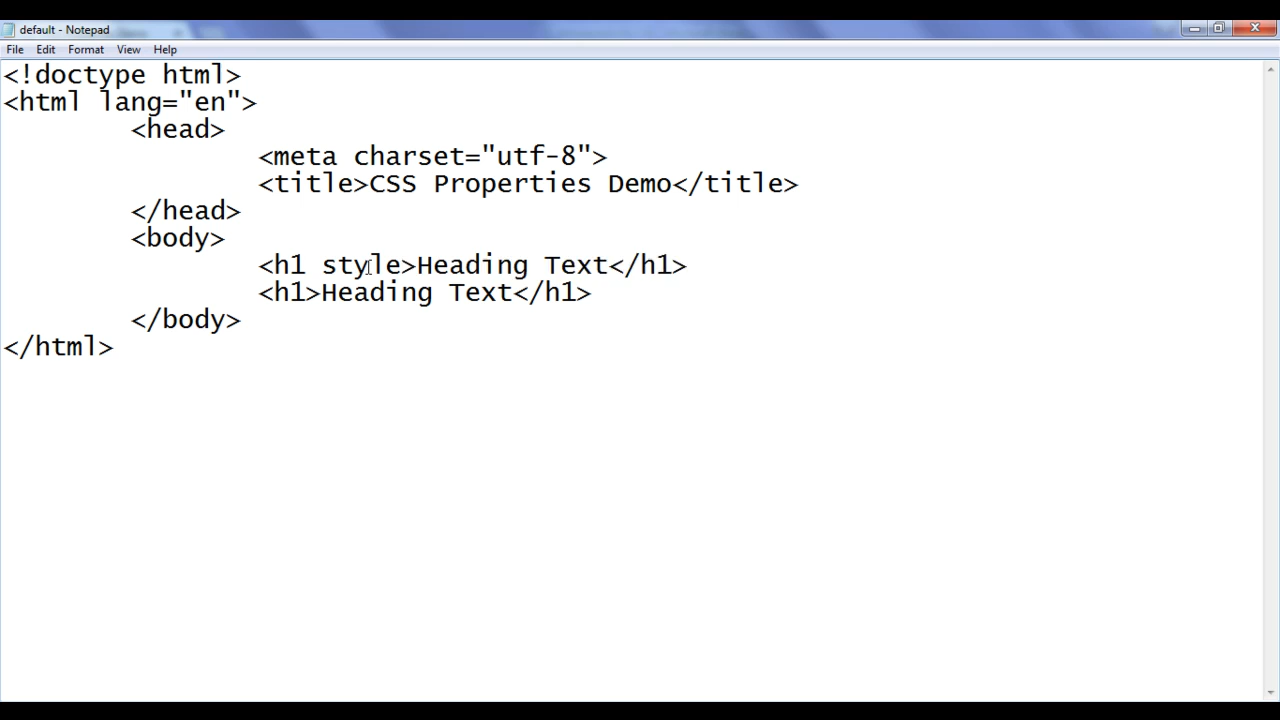 default - Notepad
File Edit Format View Help
<!doctype html>
<html lang="en">
<head>
<meta charset="utf-8">
<title>CSS Properties Demo</title>
</head>
<body>
<h1 style>Heading Text</h1>
<h1>Heading Text</h1>
</body>
</html>